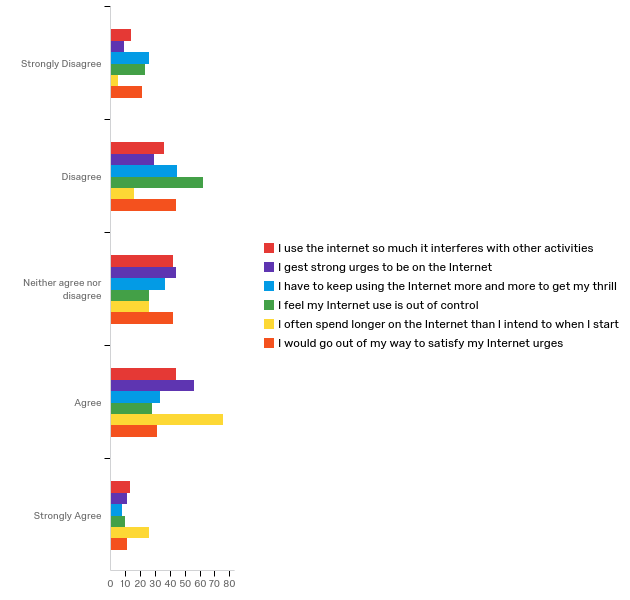 Strongly Disagree
Disagree
Neither agree nor
disagree
Agree
Strongly Agree
0 10 20 30 40 50 60 70 80
I use the internet so much it interferes with other activities
I gest strong urges to be on the Internet
I have to keep using the Internet more and more to get my thrill
I feel my Internet use is out of control
I often spend longer on the Internet than I intend to when I start
I would go out of my way to satisfy my Internet urges